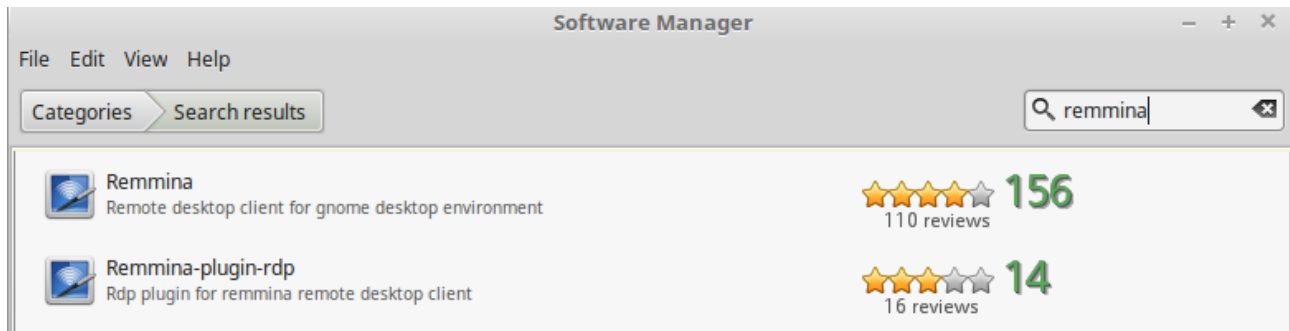 Software Manager
File Edit View Help
Categories Search results remmina
Remmina
Remote desktop client for gnome desktop environment
156
110 reviews
Remmina-plugin-rdp
Rdp plugin for remmina remote desktop client
14
16 reviews